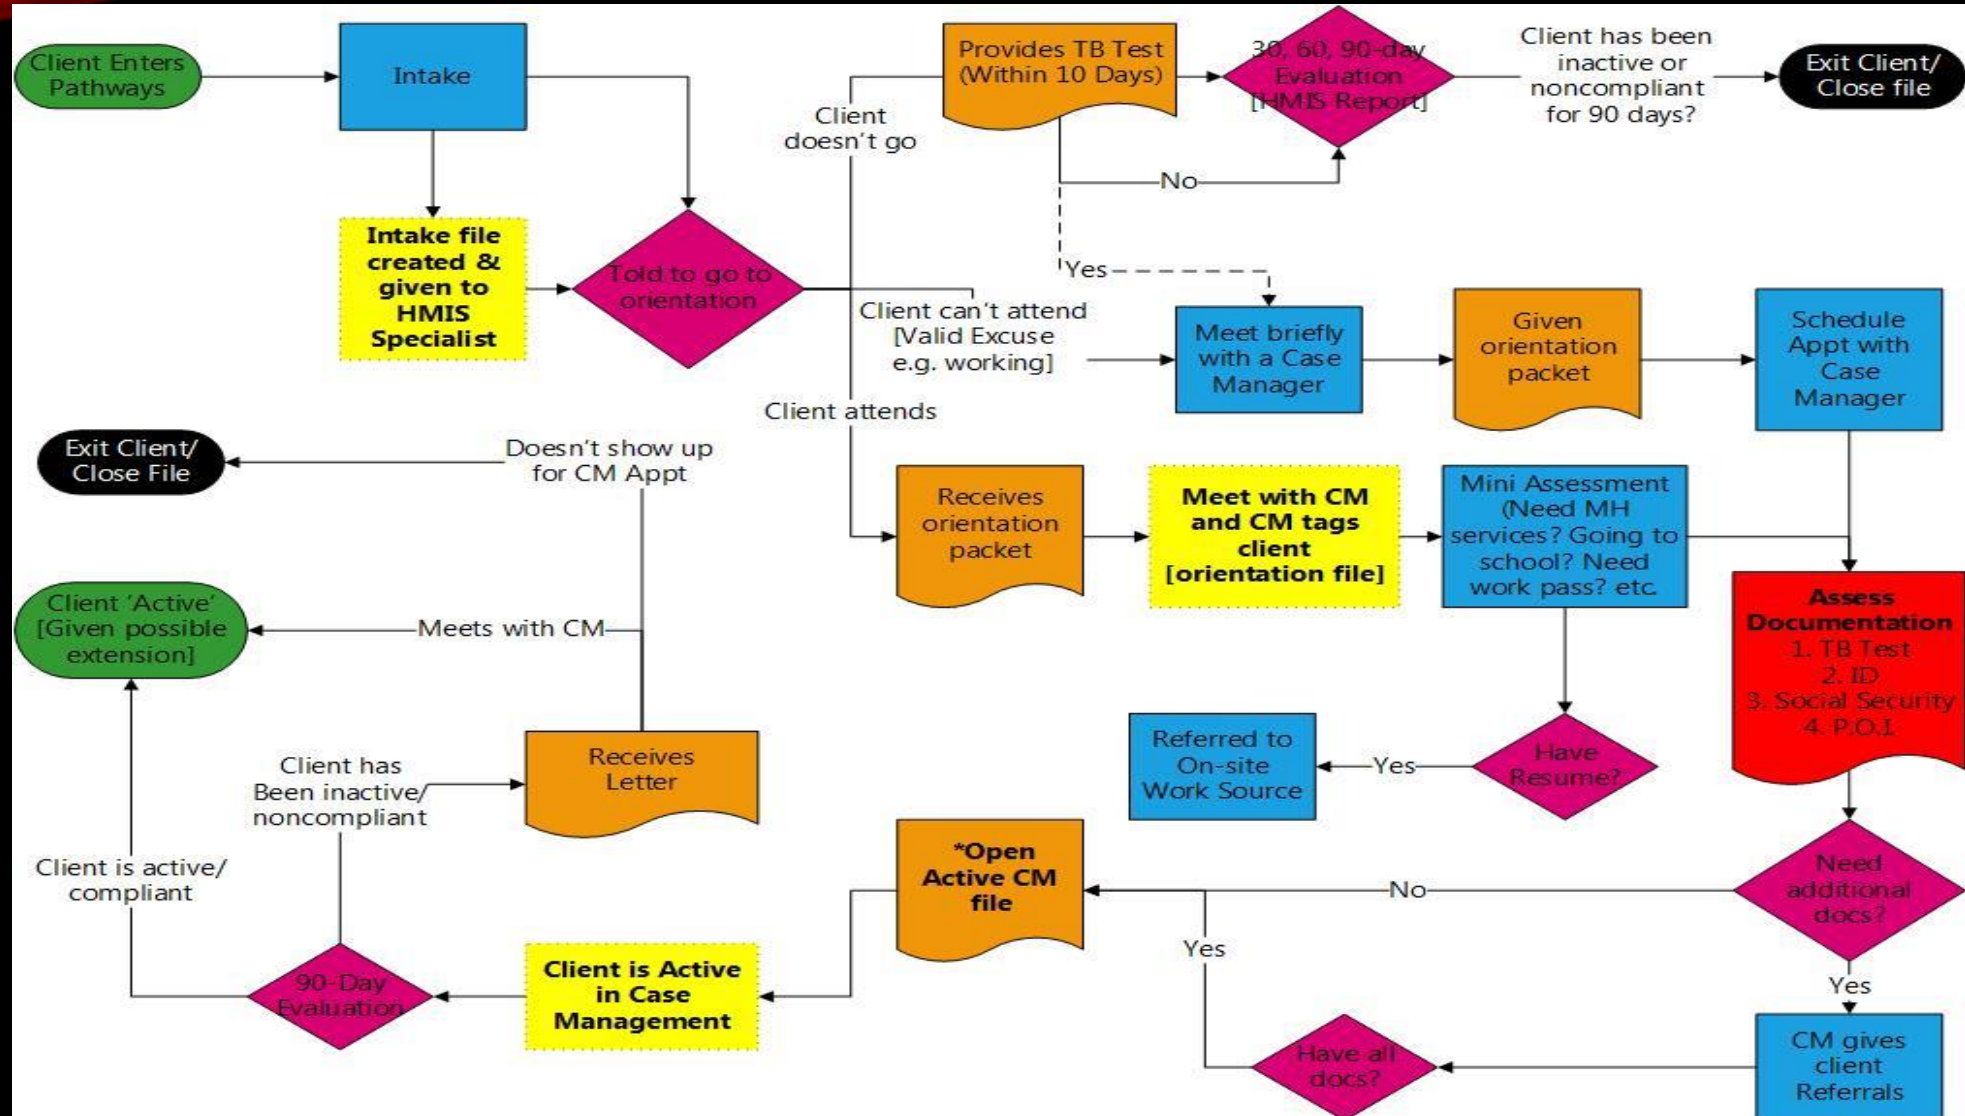 Client Enters
Pathways
Intake
Intake file
created &
given to
HMIS
Specialist
Told to go to
orientation
Client
doesn't go
Provides TB Test
(Within 10 Days)
30, 60, 90-day
Evaluation
[HMIS Report]
Client has been
inactive or
noncompliant
for 90 days?
Exit Client/
Close file
No
Yes
Client can't attend
[Valid Excuse
e.g. working]
Meet briefly
with a Case
Manager
Given
orientation
packet
Schedule
Appt with
Case
Manager
Client attends
Receives
orientation
packet
Meet with CM
and CM tags
client
[orientation file]
Mini Assessment
(Need MH
services? Going to
school? Need
work pass? etc.
Assess
Documentation
1. TB Test
2. ID
3. Social Security
4. P.O.I.
Have
Resume?
Yes
Referred to
On-site
Work Source
Need
additional
docs?
No
Yes
CM gives
client
Referrals
Have all
docs?
Yes
*Open
Active CM
file
Client is Active
in Case
Management
90-Day
Evaluation
Client has
Been inactive/
noncompliant
Receives
Letter
Doesn't show up
for CM Appt
Exit Client/
Close File
Meets with CM
Client 'Active'
[Given possible
extension]
Client is active/
compliant